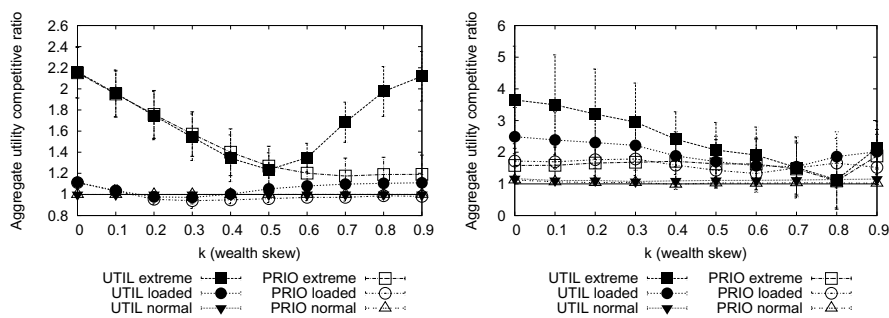 Aggregate utility competitive ratio
2.6
2.4
2.2
2
1.8
1.6
1.4
1.2
1
0.8
0 0.1 0.2 0.3 0.4 0.5 0.6 0.7 0.8 0.9
k (wealth skew)
UTIL extreme PRIO extreme
UTIL loaded PRIO loaded
UTIL normal PRIO normal
Aggregate utility competitive ratio
6
5
4
3
2
1
0
0 0.1 0.2 0.3 0.4 0.5 0.6 0.7 0.8 0.9
k (wealth skew)
UTIL extreme PRIO extreme
UTIL loaded PRIO loaded
UTIL normal PRIO normal